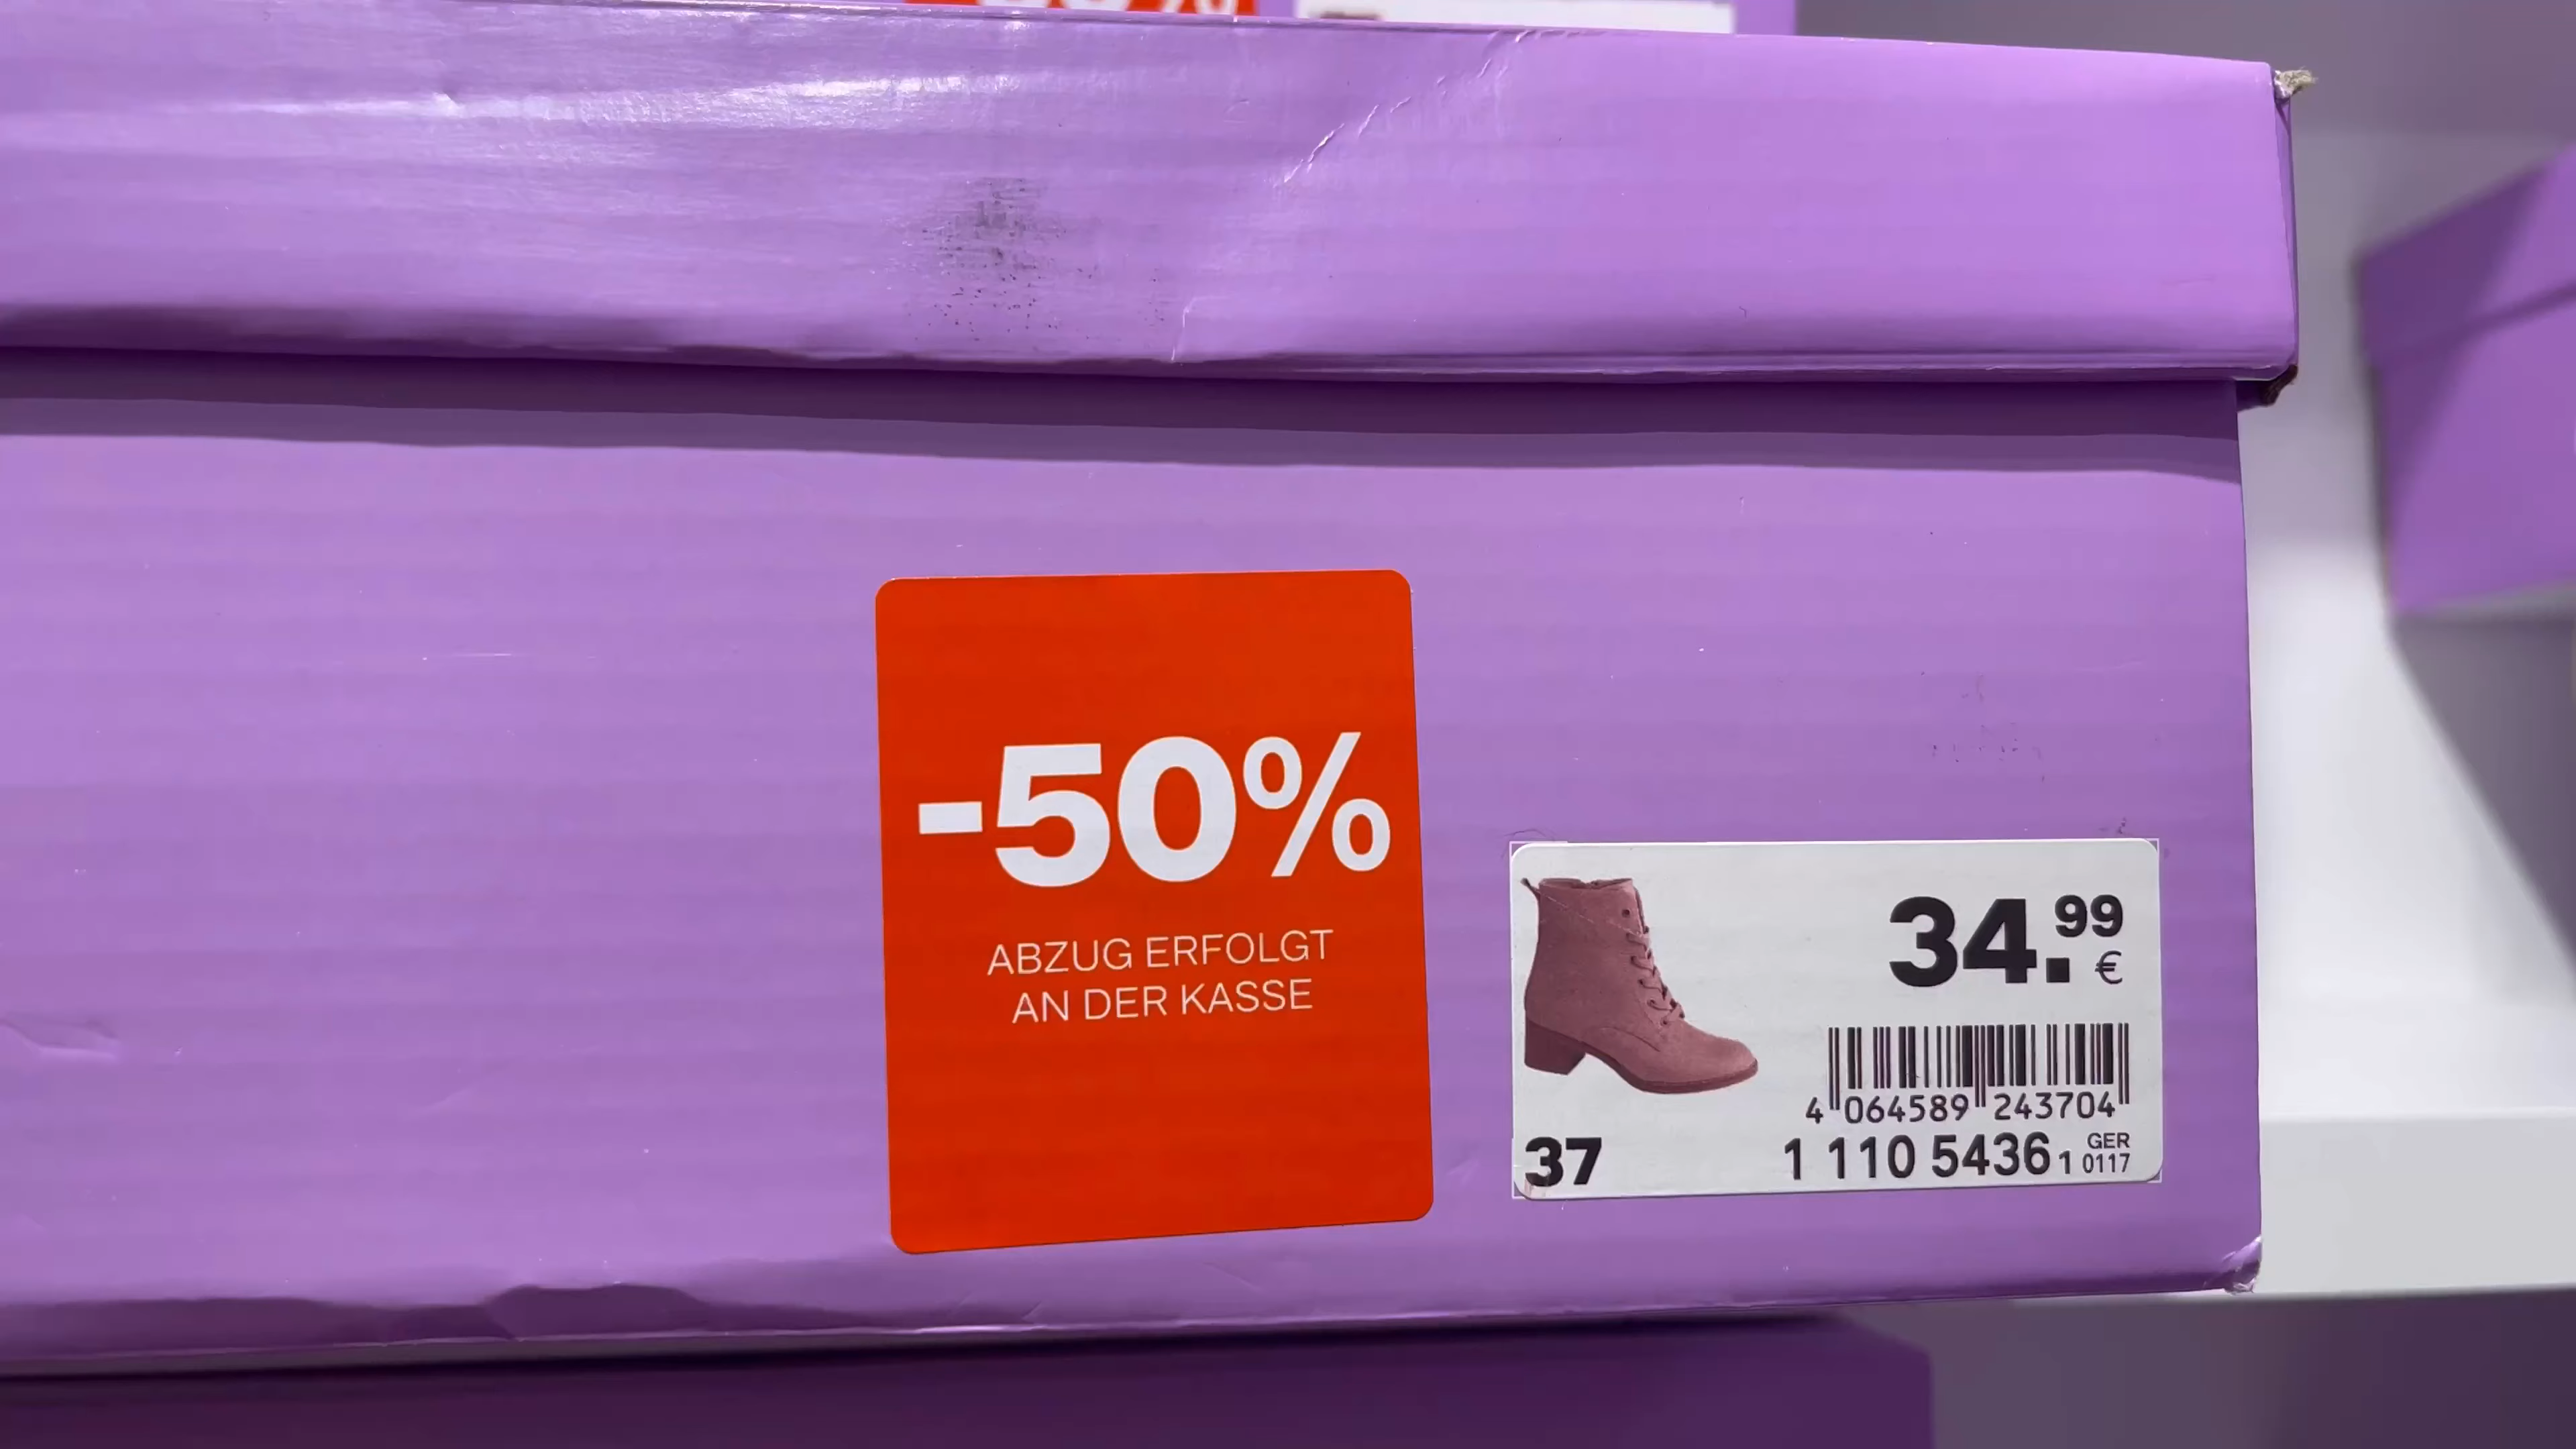 -50%
ABZUG ERFOLGT
AN DER KASSE
34.99
€
4 064589 243704
37
1 110 5436 1 GER 0117